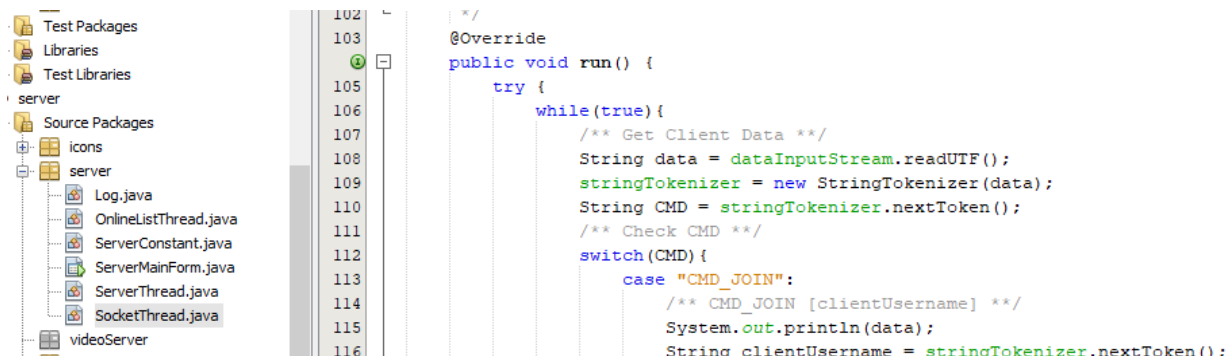 Test Packages
Libraries
Test Libraries
server
Source Packages
icons
server
Log.java
OnlineListThread.java
ServerConstant.java
ServerMainForm.java
ServerThread.java
SocketThread.java
videoServer
102 */
103 @Override
public void run() {
105 try {
106 while(true){
107 /** Get Client Data **/
108 String data = dataInputStream.readUTF();
109 stringTokenizer = new StringTokenizer(data);
110 String CMD = stringTokenizer.nextToken();
111 /** Check CMD **/
112 switch(CMD){
113 case "CMD_JOIN":
114 /** CMD_JOIN [clientUsername] **/
115 System.out.println(data);
116 String clientUsername = stringTokenizer.nextToken();